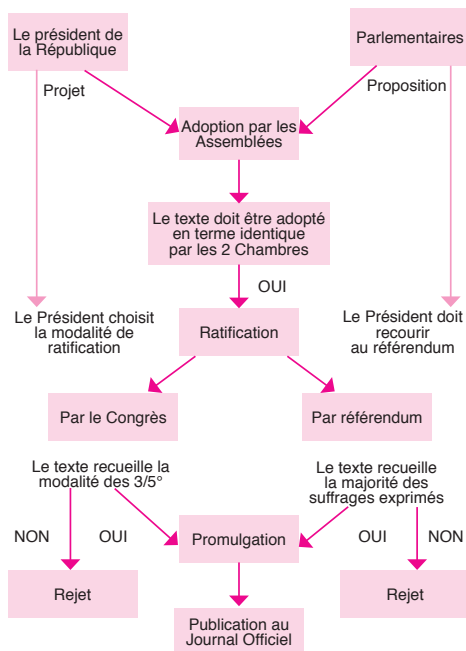 Le président de
la République
Parlementaires
Projet
Proposition
Adoption par les
Assemblées
Le texte doit être adopté
en terme identique
par les 2 Chambres
OUI
Le Président choisit
la modalité de
ratification
Ratification
Le Président doit
recourir
au référendum
Par le Congrès
Par référendum
Le texte recueille la
modalité des 3/5°
Le texte recueille
la majorité des
suffrages exprimés
NON
OUI
Promulgation
OUI
NON
Rejet
Rejet
Publication au
Journal Officiel